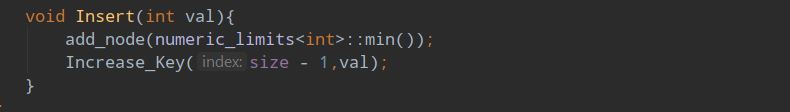 void Insert(int val){
    add_node(numeric_limits<int>::min());
    Increase_Key( index: size - 1,val);
}